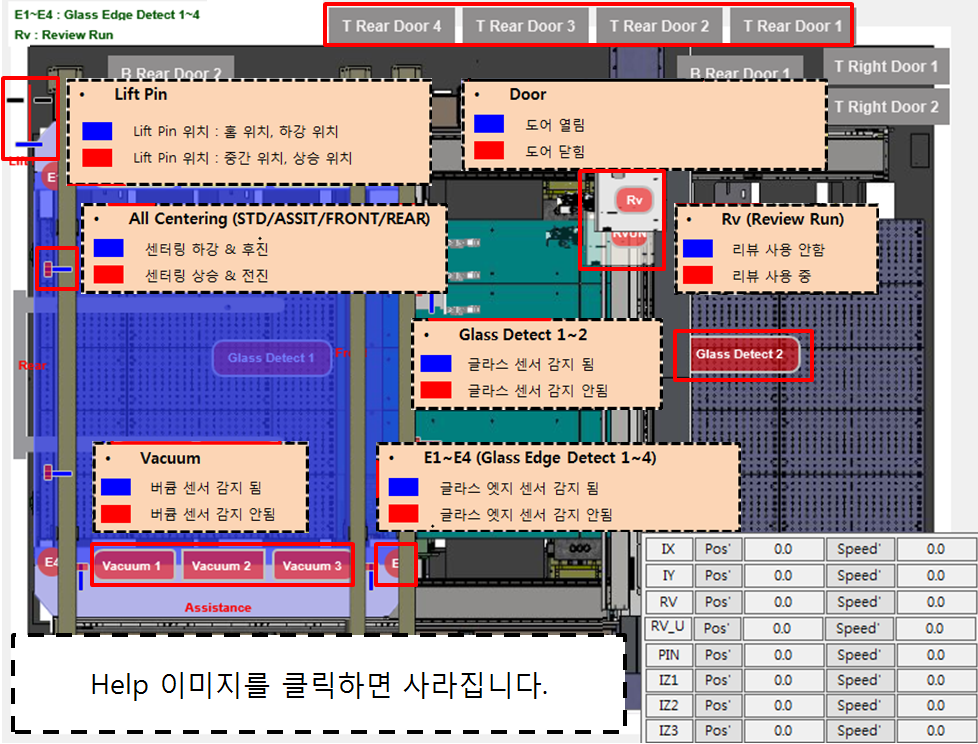 E1~E4 : Glass Edge Detect 1~4
Rv : Review Run
T Rear Door 4
T Rear Door 3
T Rear Door 2
T Rear Door 1
B Rear Door 2
B Rear Door 1
T Right Door 1
T Right Door 2
• Lift Pin
Lift Pin 위치 : 홈 위치, 하강 위치
Lift Pin 위치 : 중간 위치, 상승 위치
• Door
도어 열림
도어 닫힘
Lift
E1
Rv
RvUN
• All Centering (STD/ASSIT/FRONT/REAR)
센터링 하강 & 후진
센터링 상승 & 전진
• Rv (Review Run)
리뷰 사용 안함
리뷰 사용 중
• Glass Detect 1~2
글라스 센서 감지 됨
글라스 센서 감지 안됨
Glass Detect 1
Glass Detect 2
Rear
• Vacuum
버큠 센서 감지 됨
버큠 센서 감지 안됨
• E1~E4 (Glass Edge Detect 1~4)
글라스 엣지 센서 감지 됨
글라스 엣지 센서 감지 안됨
E4
Vacuum 1
Vacuum 2
Vacuum 3
E
Assistance
Help 이미지를 클릭하면 사라집니다.
IX Pos' 0.0 Speed' 0.0
IY Pos' 0.0 Speed' 0.0
RV Pos' 0.0 Speed' 0.0
RV_U Pos' 0.0 Speed' 0.0
PIN Pos' 0.0 Speed' 0.0
IZ1 Pos' 0.0 Speed' 0.0
IZ2 Pos' 0.0 Speed' 0.0
IZ3 Pos' 0.0 Speed' 0.0